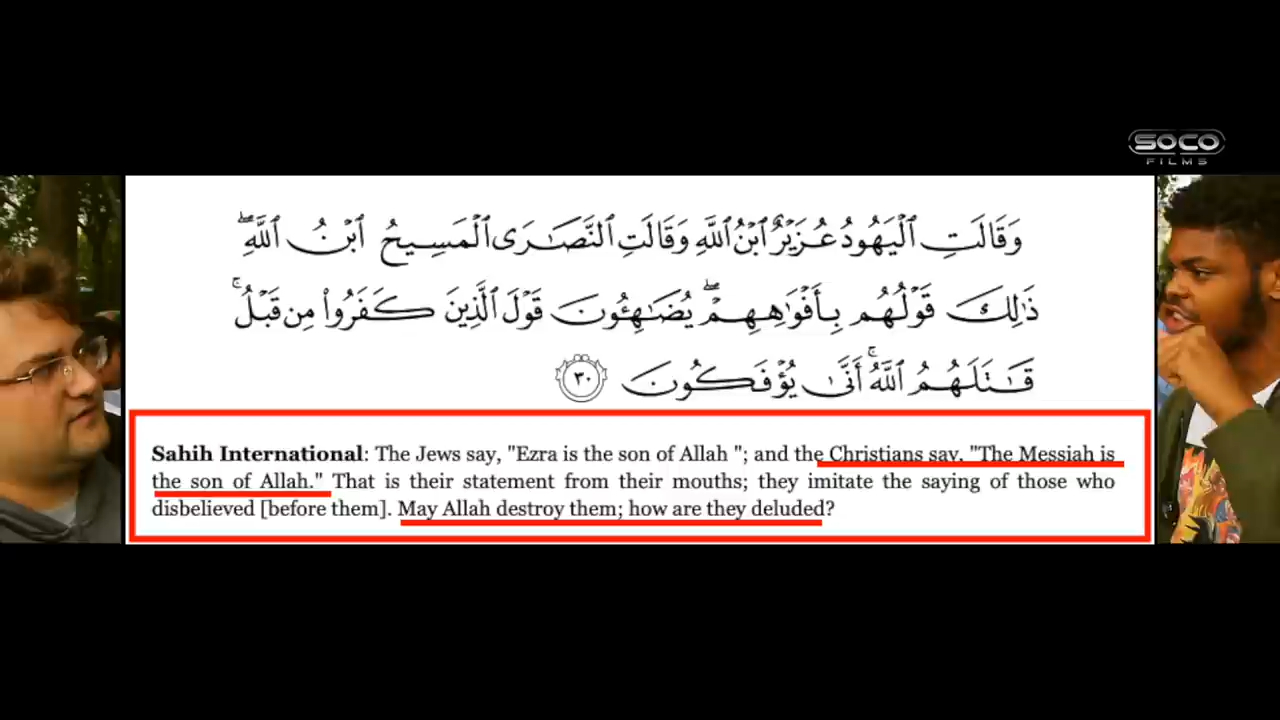 SOCO
FILMS
وَقَالَتِ ٱلْيَهُودُ عُزَيْرٌ ٱبْنُ ٱللَّهِ وَقَالَتِ ٱلنَّصَـٰرَى ٱلْمَسِيحُ ٱبْنُ ٱللَّهِ ۖ
ذَٰلِكَ قَوْلُهُم بِأَفْوَٰهِهِمْ ۖ يُضَـٰهِـُٔونَ قَوْلَ ٱلَّذِينَ كَفَرُوا۟ مِن قَبْلُ ۚ
قَـٰتَلَهُمُ ٱللَّهُ ۚ أَنَّىٰ يُؤْفَكُونَ ٣٠
Sahih International: The Jews say, "Ezra is the son of Allah "; and the Christians say, "The Messiah is
the son of Allah." That is their statement from their mouths; they imitate the saying of those who
disbelieved [before them]. May Allah destroy them; how are they deluded?